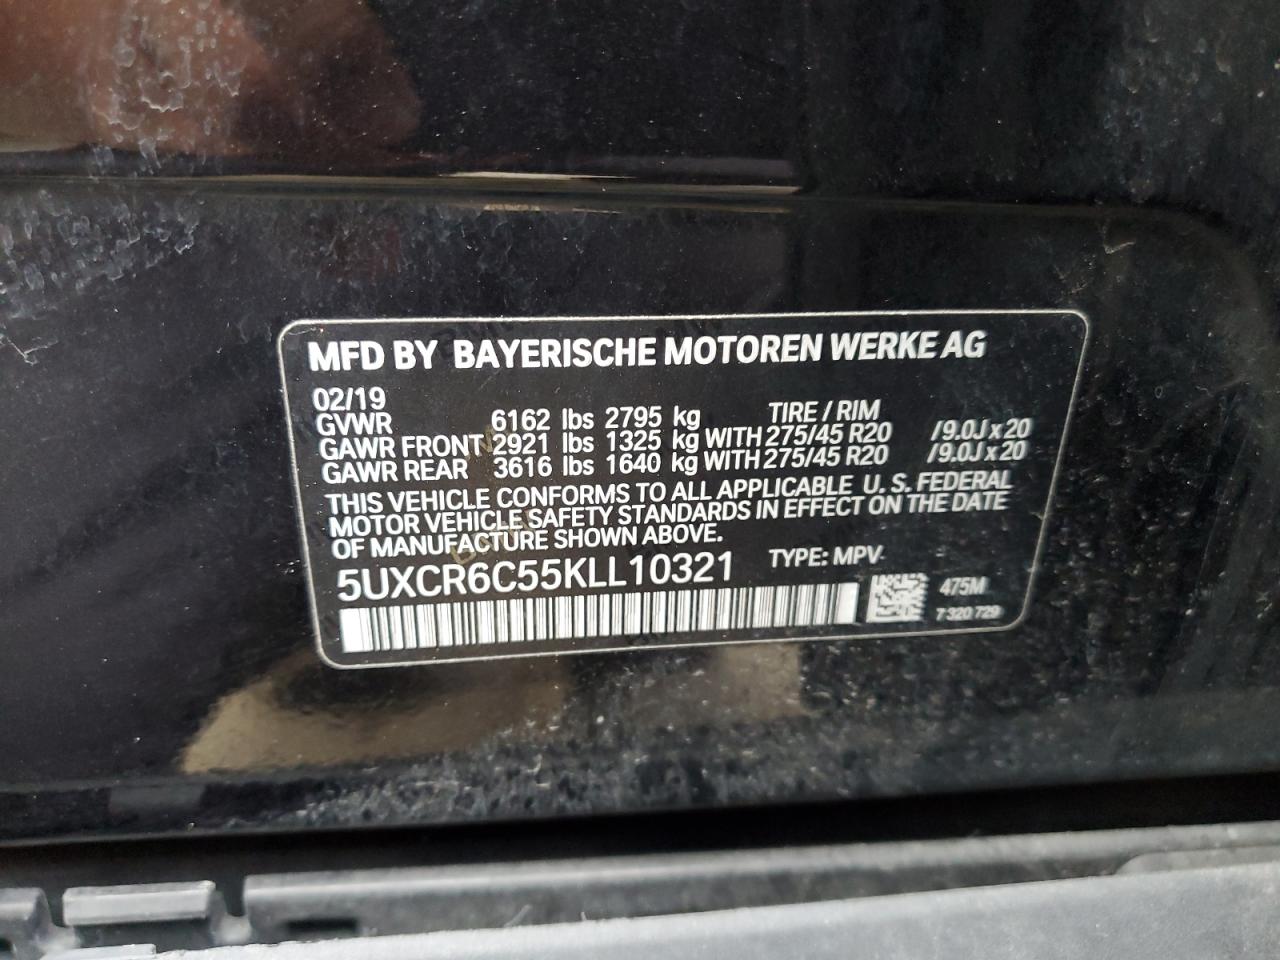 MFD BY BAYERISCHE MOTOREN WERKE AG
02/19
TIRE / RIM
GVWR 6162 lbs 2795 kg
GAWR FRONT 2921 lbs 1325 kg WITH 275/45 R20 /9.0J x 20
GAWR REAR 3616 lbs 1640 kg WITH 275/45 R20 /9.0J x 20
THIS VEHICLE CONFORMS TO ALL APPLICABLE U. S. FEDERAL
MOTOR VEHICLE SAFETY STANDARDS IN EFFECT ON THE DATE
OF MANUFACTURE SHOWN ABOVE.
5UXCR6C55KLL10321 TYPE: MPV
475M
7 320 729